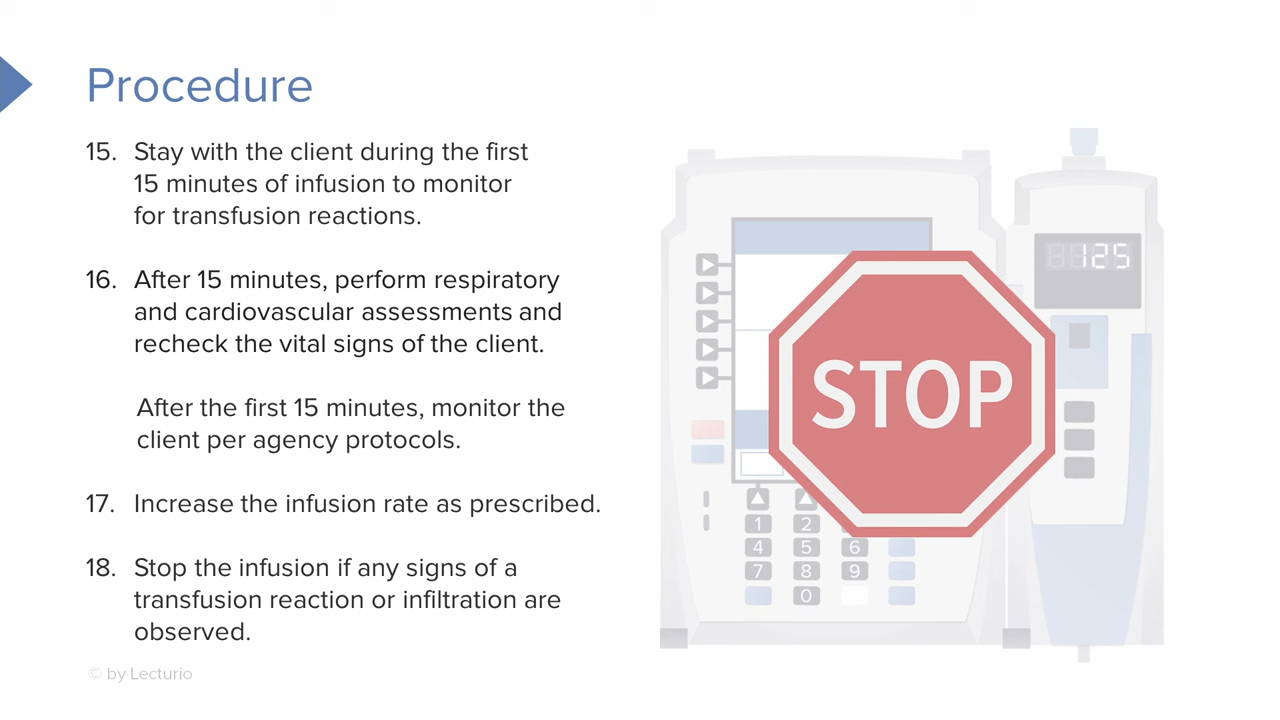 Procedure
15. Stay with the client during the first
15 minutes of infusion to monitor
for transfusion reactions.
16. After 15 minutes, perform respiratory
and cardiovascular assessments and
recheck the vital signs of the client.
After the first 15 minutes, monitor the
client per agency protocols.
17. Increase the infusion rate as prescribed.
18. Stop the infusion if any signs of a
transfusion reaction or infiltration are
observed.
© by Lecturio
125
STOP
1 2
4 5 6
7 8 9
0